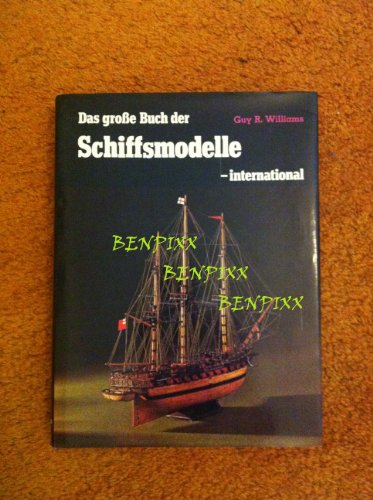 Das große Buch der
Guy R. Williams
Schiffsmodelle
–international
BENPIXX
BENPIXX
BENPIXX